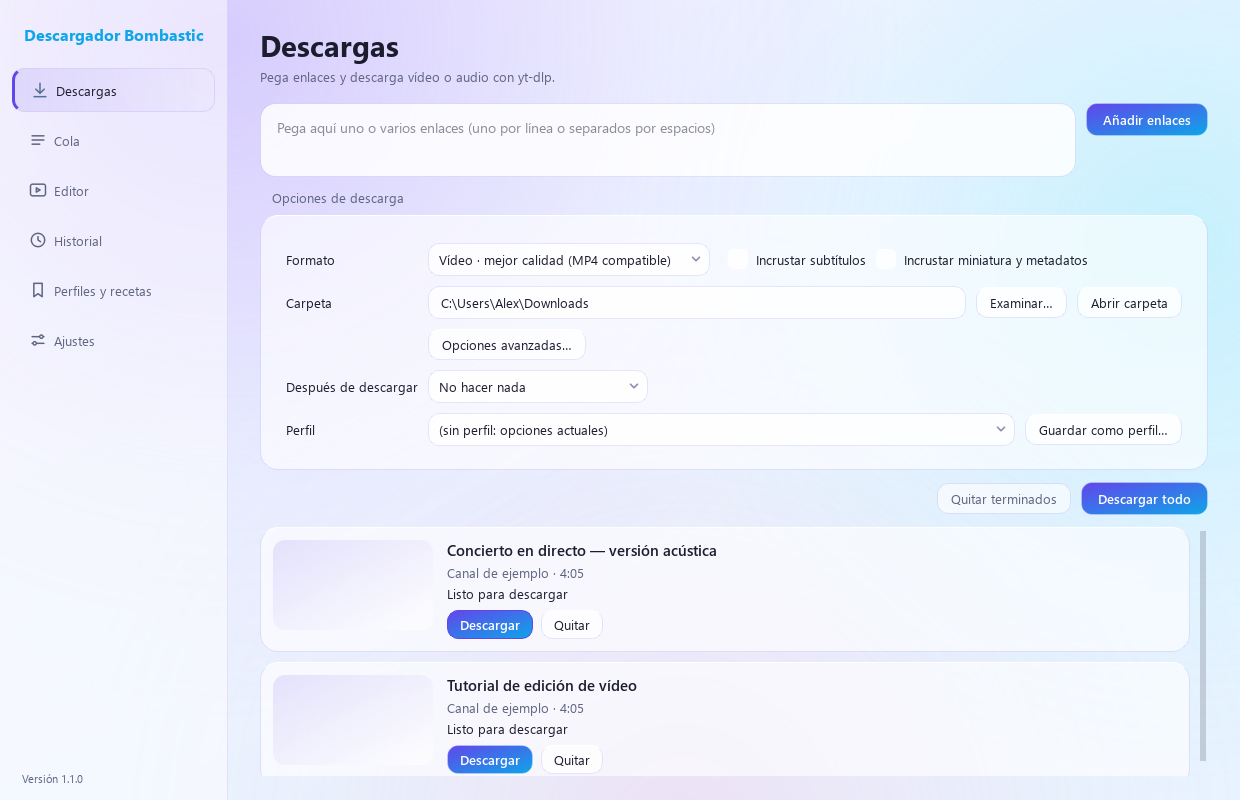 Descargador Bombastic
Descargas
Cola
Editor
Historial
Perfiles y recetas
Ajustes
Versión 1.1.0
Descargas
Pega enlaces y descarga vídeo o audio con yt-dlp.
Pega aquí uno o varios enlaces (uno por línea o separados por espacios)
Añadir enlaces
Opciones de descarga
Formato
Vídeo · mejor calidad (MP4 compatible)
Incrustar subtítulos
Incrustar miniatura y metadatos
Carpeta
C:\Users\Alex\Downloads
Examinar...
Abrir carpeta
Opciones avanzadas...
Después de descargar
No hacer nada
Perfil
(sin perfil: opciones actuales)
Guardar como perfil...
Quitar terminados
Descargar todo
Concierto en directo — versión acústica
Canal de ejemplo · 4:05
Listo para descargar
Descargar
Quitar
Tutorial de edición de vídeo
Canal de ejemplo · 4:05
Listo para descargar
Descargar
Quitar